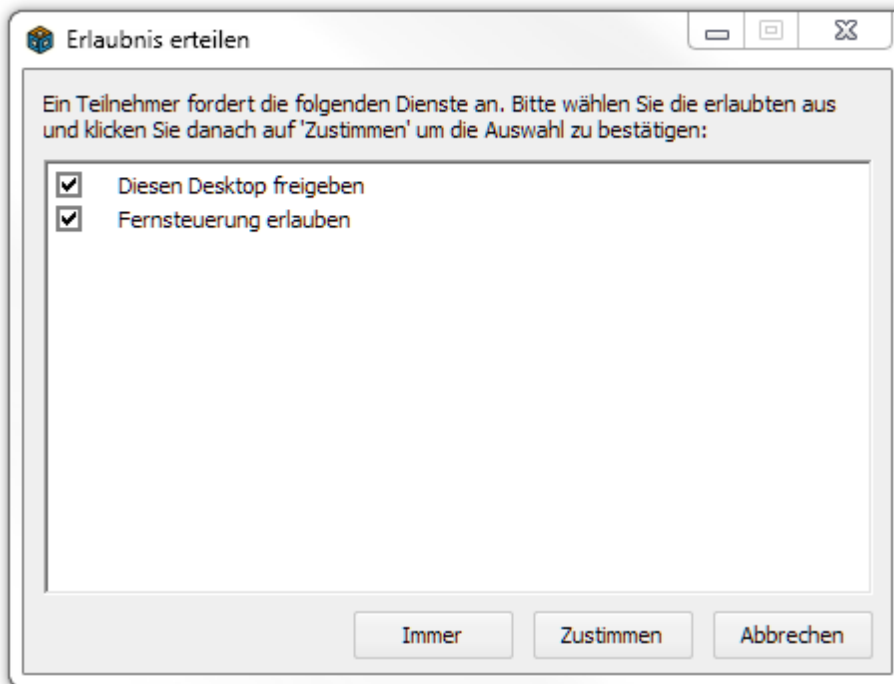 Erlaubnis erteilen
Ein Teilnehmer fordert die folgenden Dienste an. Bitte wählen Sie die erlaubten aus
und klicken Sie danach auf 'Zustimmen' um die Auswahl zu bestätigen:
Diesen Desktop freigeben
Fernsteuerung erlauben
Immer
Zustimmen
Abbrechen